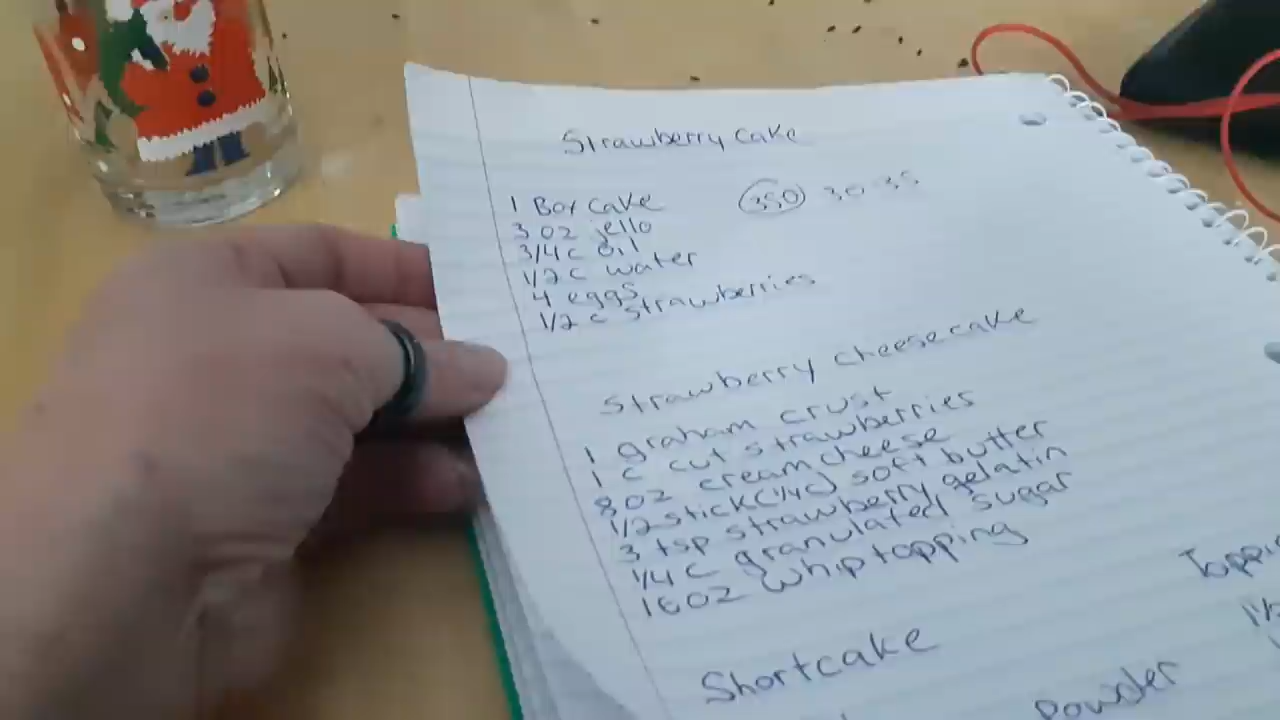 Strawberry Cake
1 Box Cake 350 30-35
3 oz jello
3/4 c oil
1/2 c water
4 eggs
1/2 c strawberries
Strawberry cheesecake
1 graham crust
1 c cut strawberries
8 oz cream cheese
1/2 stick (1/4 c) soft butter
3 tsp strawberry gelatin
1/4 c granulated sugar
16 oz whip topping
Shortcake
Powder